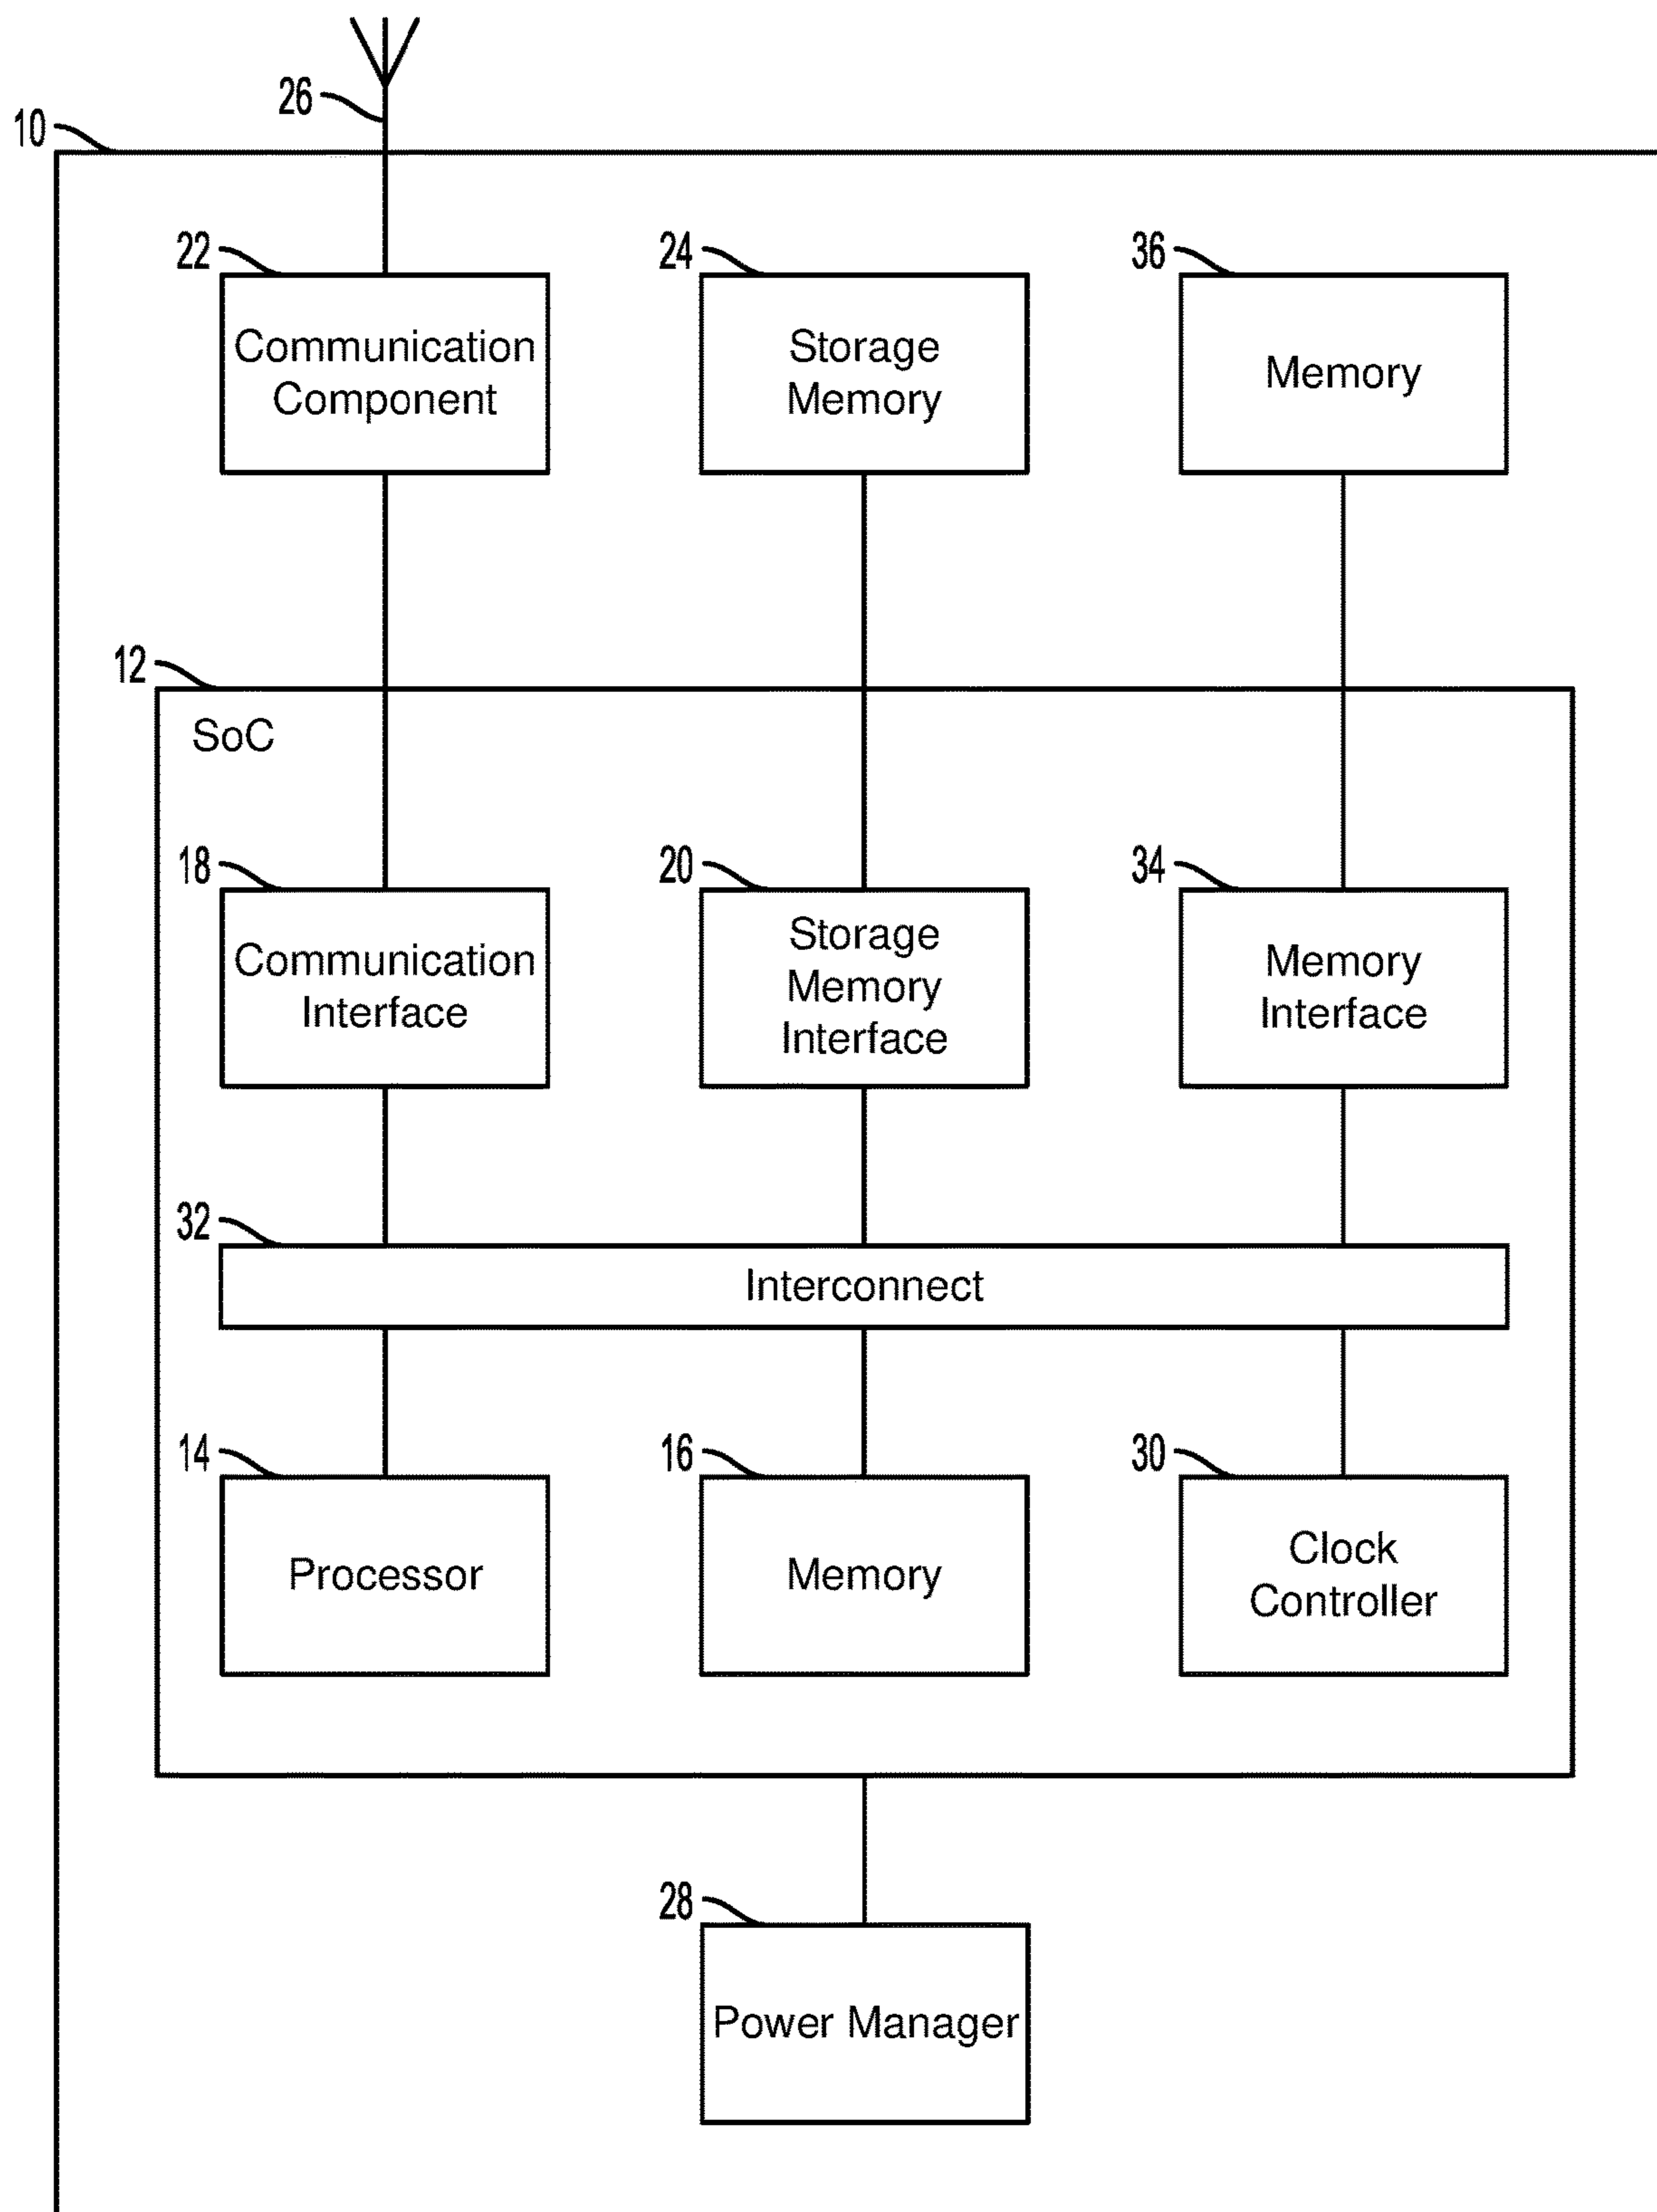 26
10
22
24
36
Communication
Component
Storage
Memory
Memory
12
SoC
18
20
34
Communication
Interface
Storage
Memory
Interface
Memory
Interface
32
Interconnect
14
16
30
Processor
Memory
Clock
Controller
28
Power Manager